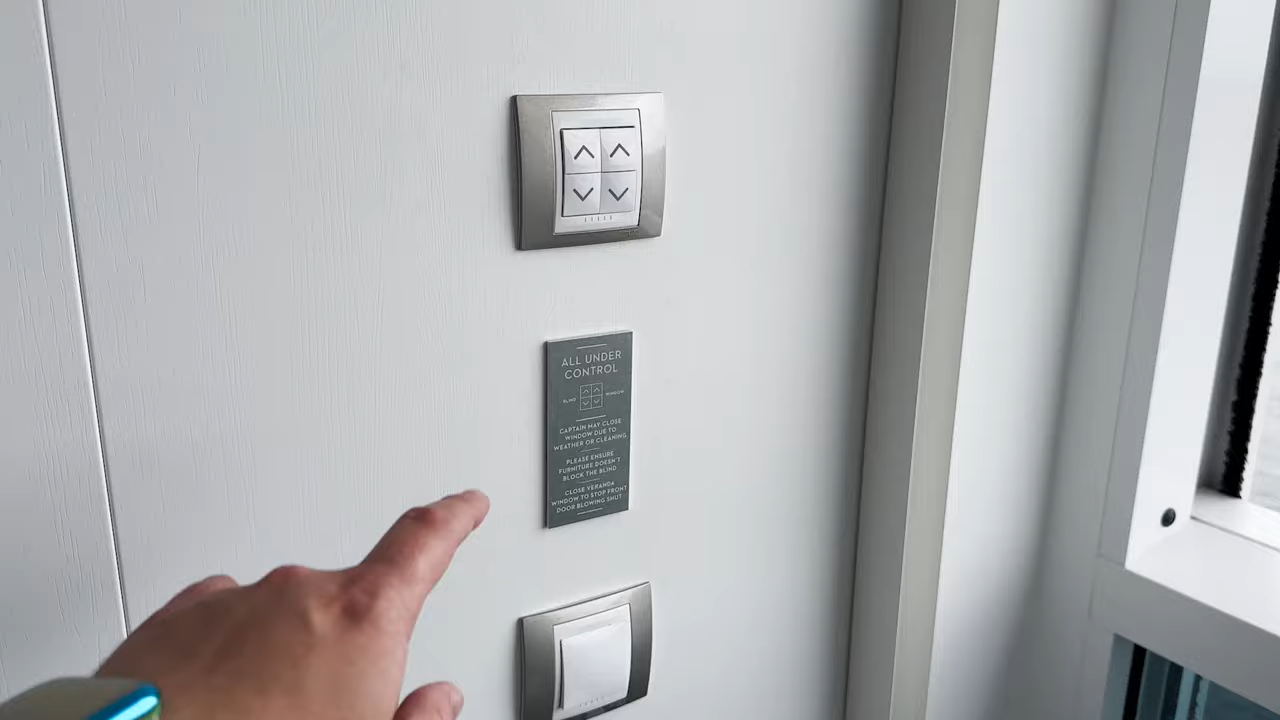 ALL UNDER
CONTROL
BLIND WINDOW
CAPTAIN MAY CLOSE
WINDOW DUE TO
WEATHER OR CLEANING
PLEASE ENSURE
FURNITURE DOESN'T
BLOCK THE BLIND
CLOSE VERANDA
WINDOW TO STOP FRONT
DOOR BLOWING SHUT